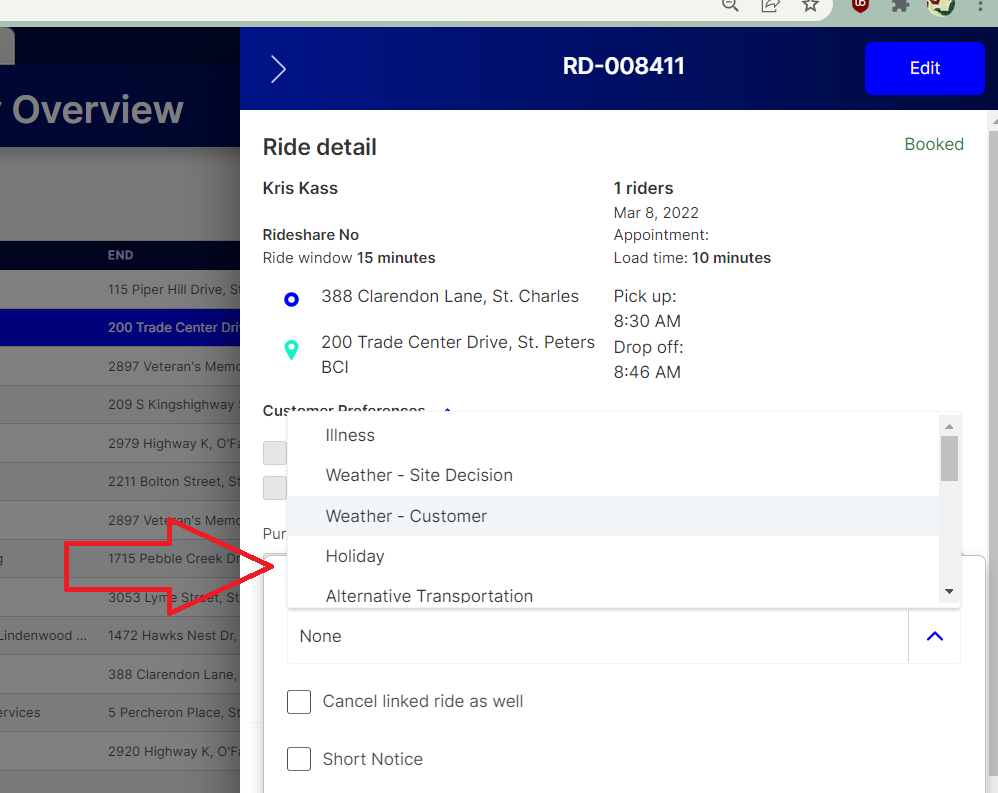 Overview
RD-008411
Edit
Ride detail
Booked
Kris Kass
1 riders
Mar 8, 2022
Rideshare No
Appointment:
Ride window 15 minutes
Load time: 10 minutes
388 Clarendon Lane, St. Charles
Pick up:
8:30 AM
200 Trade Center Drive, St. Peters
BCI
Drop off:
8:46 AM
Customer Preferences
Illness
Weather - Site Decision
Weather - Customer
Holiday
Alternative Transportation
Pur
None
Cancel linked ride as well
Short Notice
END
115 Piper Hill Drive, S
200 Trade Center Dri
2897 Veteran's Memo
209 S Kingshighway
2979 Highway K, O'Fa
2211 Bolton Street, St
2897 Veteran's Memo
g
1715 Pebble Creek Dr
3053 Lyme Street, St
Lindenwood ...
1472 Hawks Nest Dr,
388 Clarendon Lane,
ervices
5 Percheron Place, St
2920 Highway K, O'Fa